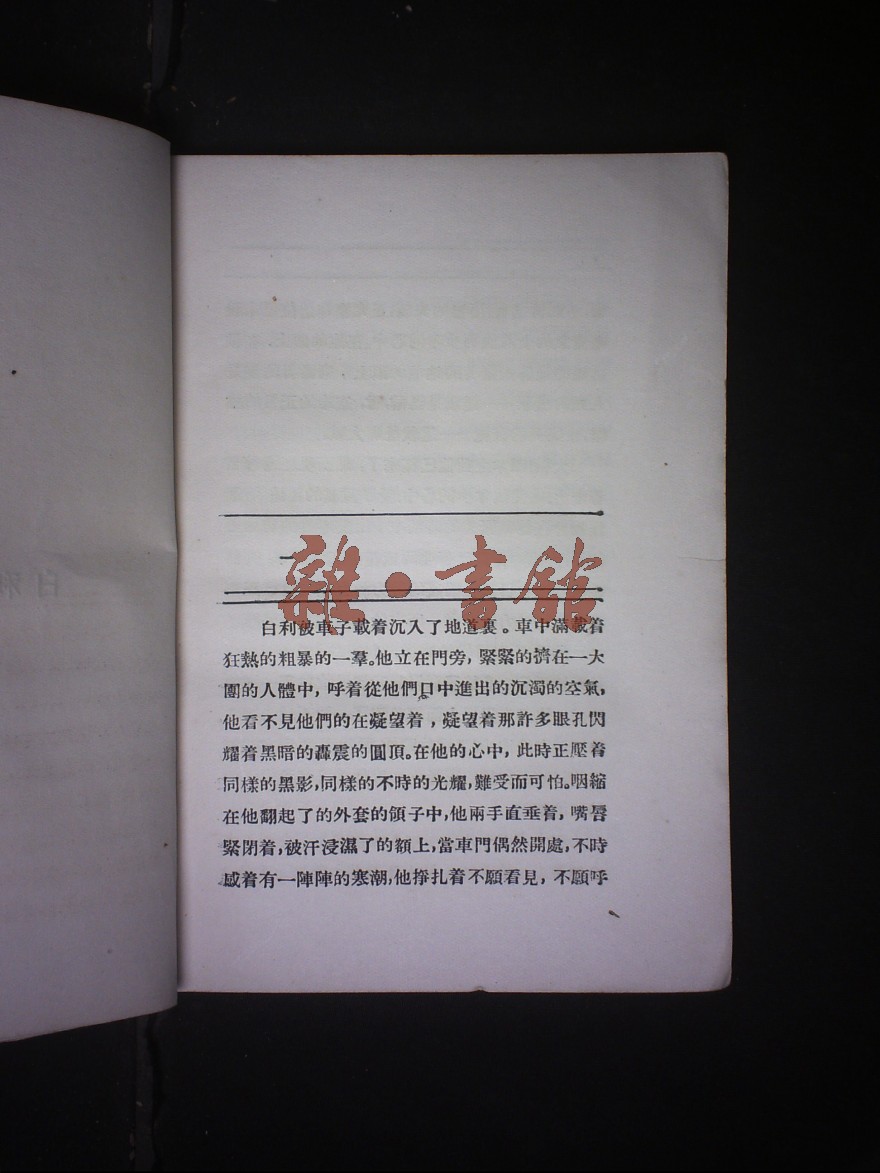 一
雜·書館
白利被車子載着沉入了地道裏。車中滿載着
狂熱的粗暴的一羣。他立在門旁，緊緊的擠在一大
團的人體中，呼着從他們口中進出的沉濁的空氣，
他看不見他們的在凝望着，凝望着那許多眼孔閃
耀着黑暗的轟震的圓頂。在他的心中，此時正壓着
同樣的黑影，同樣的不時的光耀，難受而可怕。咽縮
在他翻起了的外套的領子中，他兩手直垂着，嘴唇
緊閉着，被汗浸濕了的額上，當車門偶然開處，不時
感着有一陣陣的寒潮，他掙扎着不願看見，不願呼